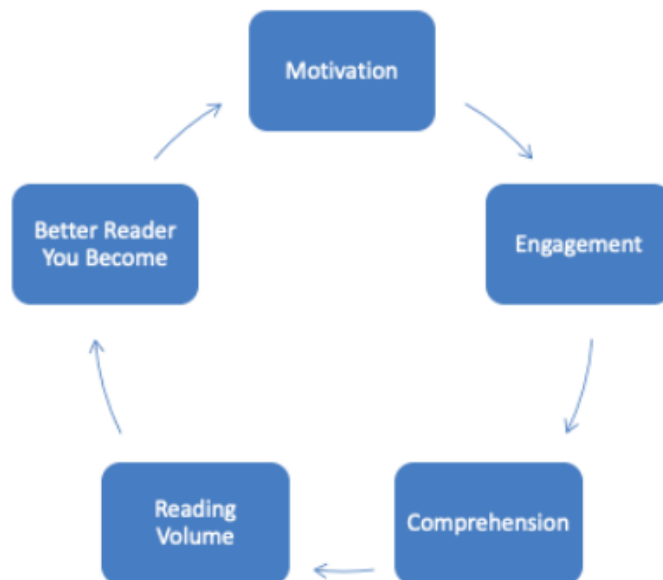 Motivation
Engagement
Comprehension
Reading
Volume
Better Reader
You Become